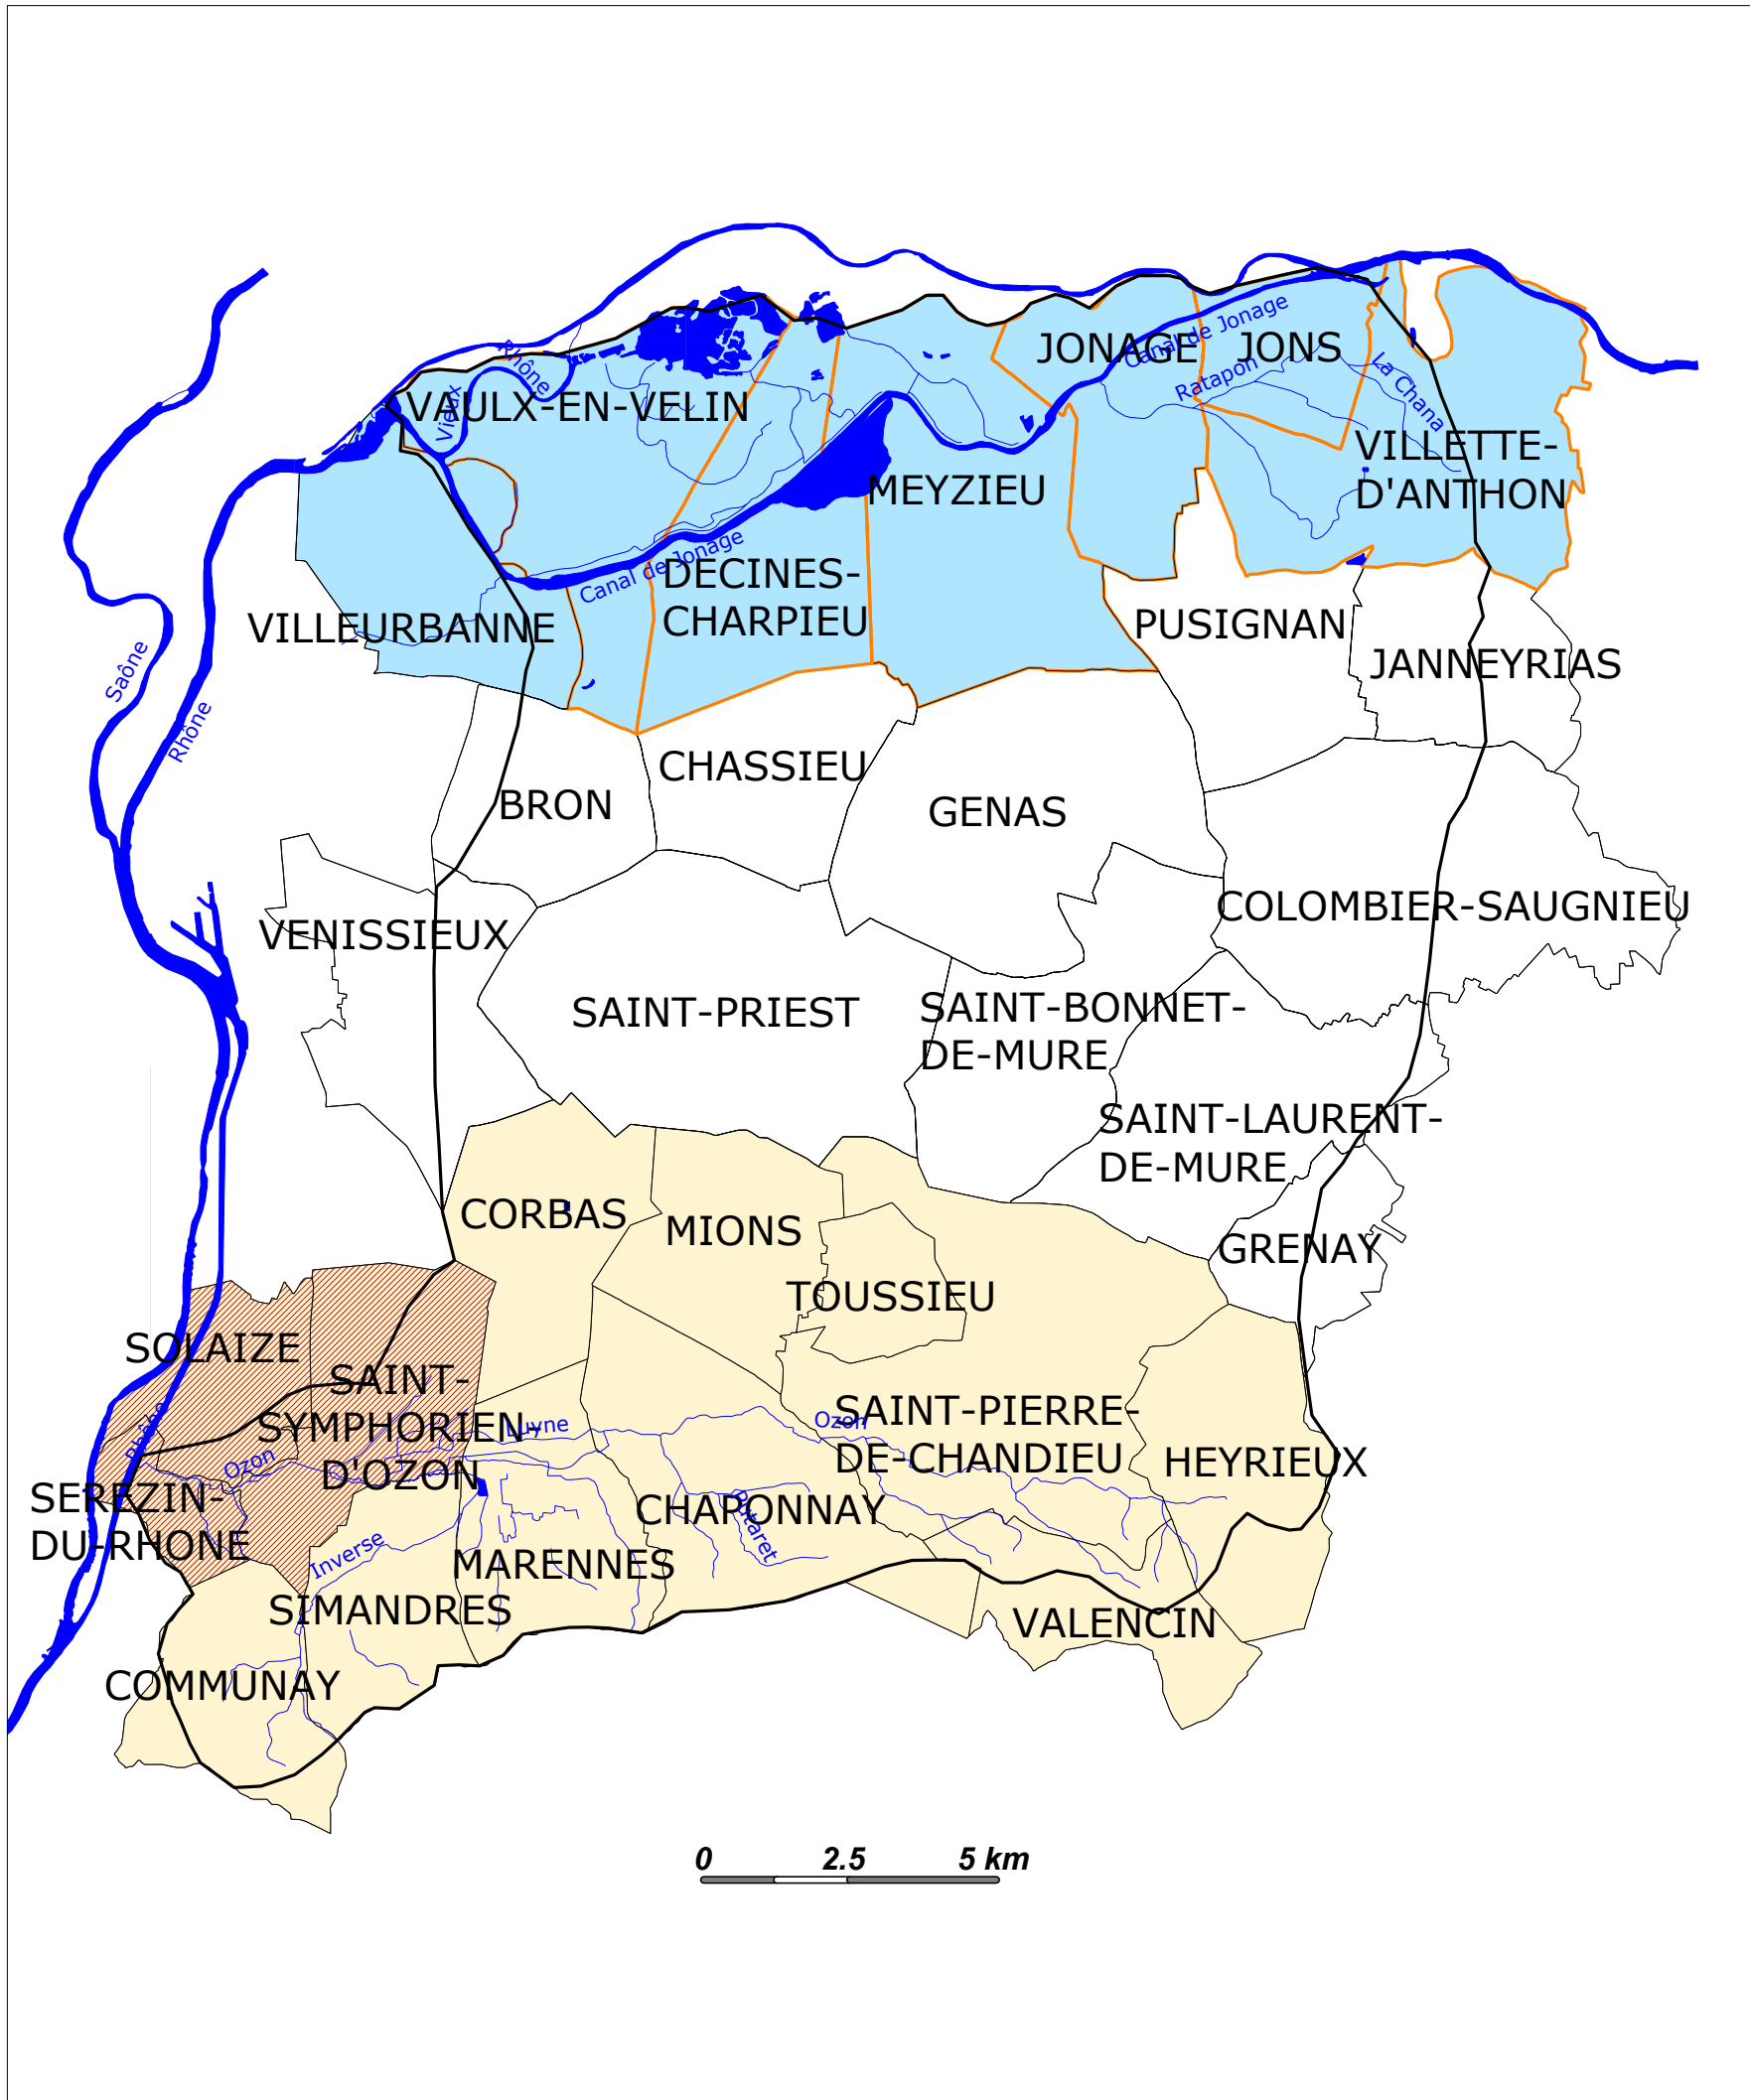 JONAGE
JONS
Canal de Jonage
Rhône
Vieux
VAULX-EN-VELIN
Ratapon
La Chana
VILLETTE-
D'ANTHON
MEYZIEU
Canal de Jonage
DECINES-
CHARPIEU
VILLEURBANNE
PUSIGNAN
JANNEYRIAS
Saône
Rhône
CHASSIEU
BRON
GENAS
COLOMBIER-SAUGNIEU
VENISSIEUX
SAINT-PRIEST
SAINT-BONNET-
DE-MURE
SAINT-LAURENT-
DE-MURE
CORBAS
MIONS
GRENAY
TOUSSIEU
SOLAIZE
SAINT-
SYMPHORIEN-
D'OZON
Luyne
Ozon
SAINT-PIERRE-
DE-CHANDIEU
HEYRIEUX
Rhône
Ozon
SEREZIN-
DU-RHONE
CHAPONNAY
Putaret
Inverse
MARENNES
SIMANDRES
VALENCIN
COMMUNAY
0 2.5 5 km